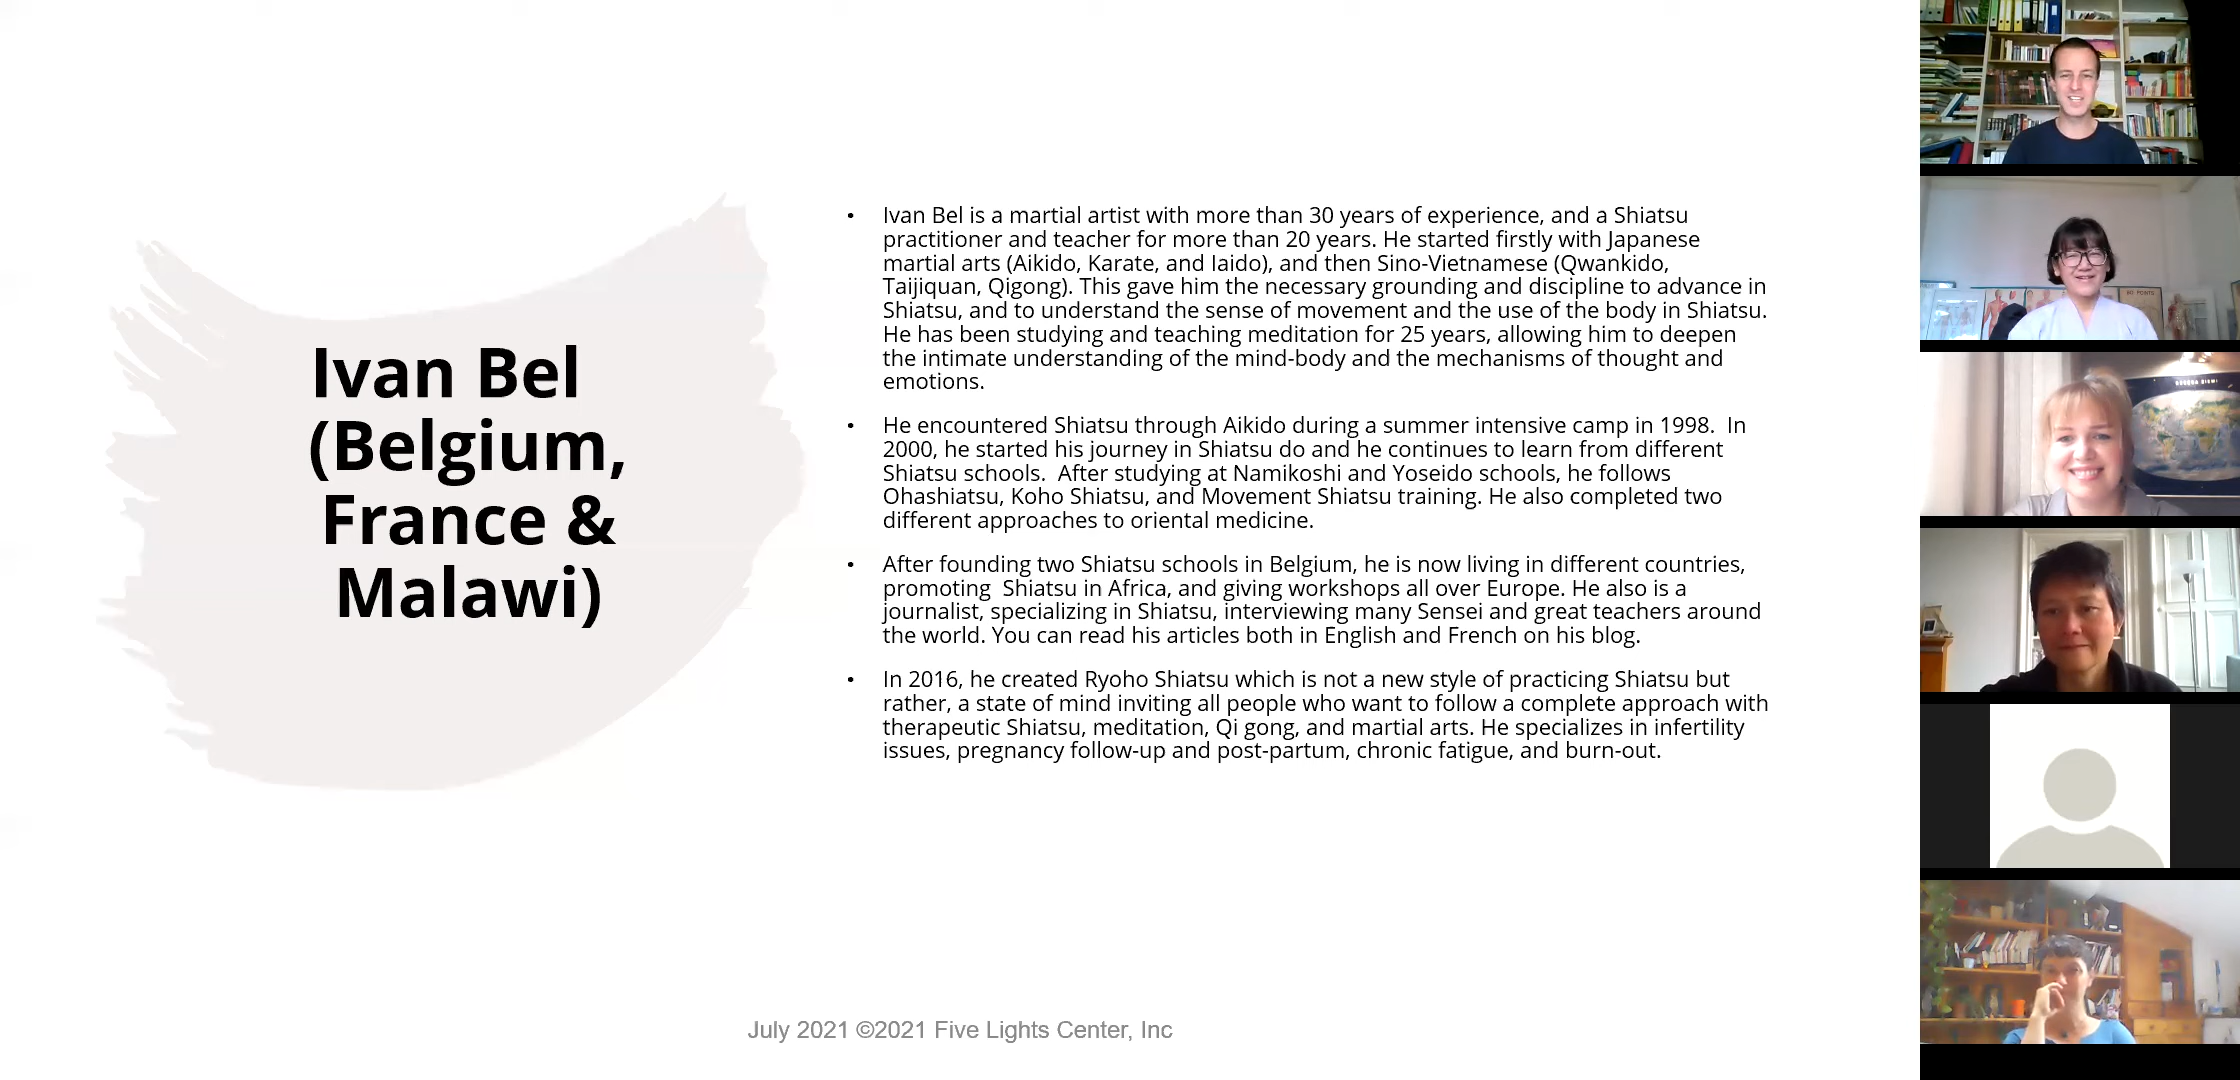 Ivan Bel
(Belgium,
France &
Malawi)
• Ivan Bel is a martial artist with more than 30 years of experience, and a Shiatsu
practitioner and teacher for more than 20 years. He started firstly with Japanese
martial arts (Aikido, Karate, and Iaido), and then Sino-Vietnamese (Qwankido,
Taijiquan, Qigong). This gave him the necessary grounding and discipline to advance in
Shiatsu, and to understand the sense of movement and the use of the body in Shiatsu.
He has been studying and teaching meditation for 25 years, allowing him to deepen
the intimate understanding of the mind-body and the mechanisms of thought and
emotions.
• He encountered Shiatsu through Aikido during a summer intensive camp in 1998.  In
2000, he started his journey in Shiatsu do and he continues to learn from different
Shiatsu schools.  After studying at Namikoshi and Yoseido schools, he follows
Ohashiatsu, Koho Shiatsu, and Movement Shiatsu training. He also completed two
different approaches to oriental medicine.
• After founding two Shiatsu schools in Belgium, he is now living in different countries,
promoting  Shiatsu in Africa, and giving workshops all over Europe. He also is a
journalist, specializing in Shiatsu, interviewing many Sensei and great teachers around
the world. You can read his articles both in English and French on his blog.
• In 2016, he created Ryoho Shiatsu which is not a new style of practicing Shiatsu but
rather, a state of mind inviting all people who want to follow a complete approach with
therapeutic Shiatsu, meditation, Qi gong, and martial arts. He specializes in infertility
issues, pregnancy follow-up and post-partum, chronic fatigue, and burn-out.
July 2021 ©2021 Five Lights Center, Inc